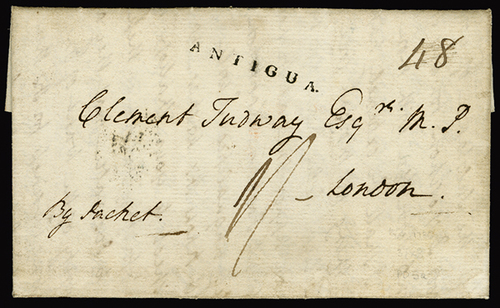 ANTIGUA.
48
Clement Tudway Esqr. M. P.
London.
By Packet.